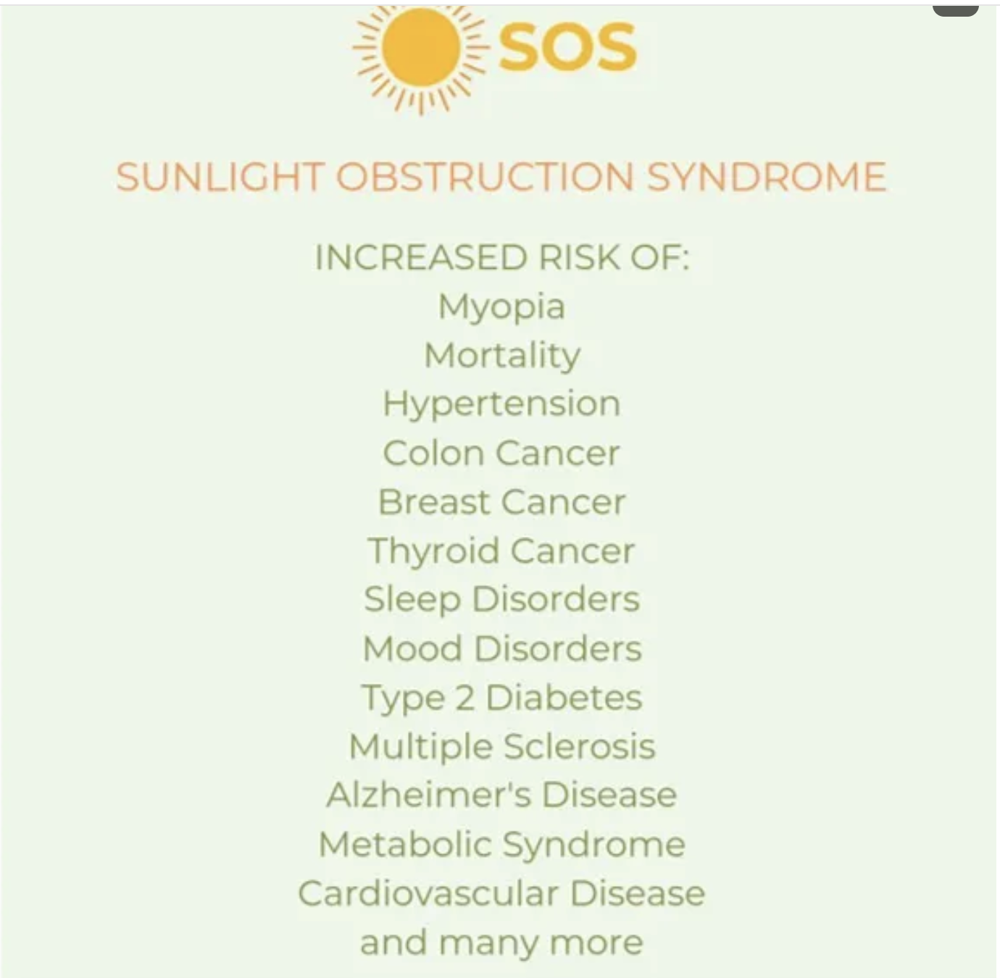 SOS
SUNLIGHT OBSTRUCTION SYNDROME
INCREASED RISK OF:
Myopia
Mortality
Hypertension
Colon Cancer
Breast Cancer
Thyroid Cancer
Sleep Disorders
Mood Disorders
Type 2 Diabetes
Multiple Sclerosis
Alzheimer's Disease
Metabolic Syndrome
Cardiovascular Disease
and many more